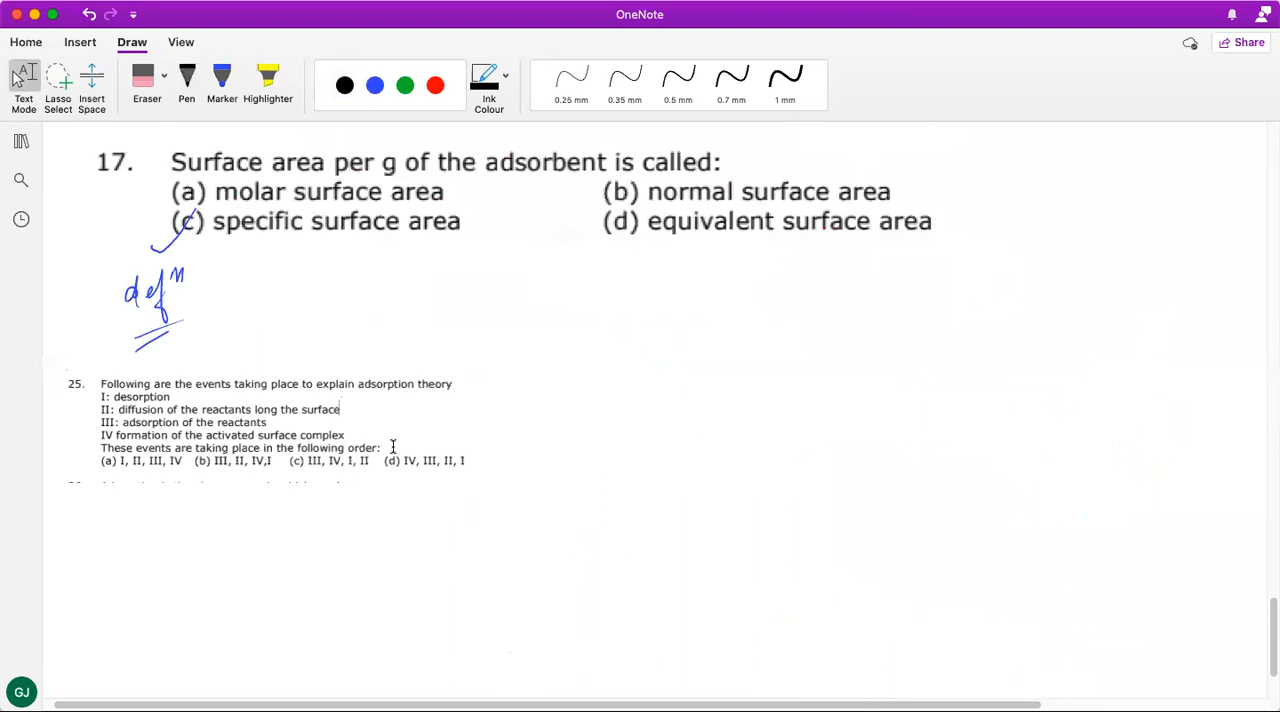 OneNote
Home Insert Draw View
Share
Text Mode
Lasso Select
Insert Space
Eraser
Pen
Marker
Highlighter
Ink Colour
0.25 mm
0.35 mm
0.5 mm
0.7 mm
1 mm
17. Surface area per g of the adsorbent is called:
(a) molar surface area (b) normal surface area
(c) specific surface area (d) equivalent surface area
defn
25. Following are the events taking place to explain adsorption theory
I: desorption
II: diffusion of the reactants long the surface
III: adsorption of the reactants
IV formation of the activated surface complex
These events are taking place in the following order:
(a) I, II, III, IV (b) III, II, IV,I (c) III, IV, I, II (d) IV, III, II, I
GJ